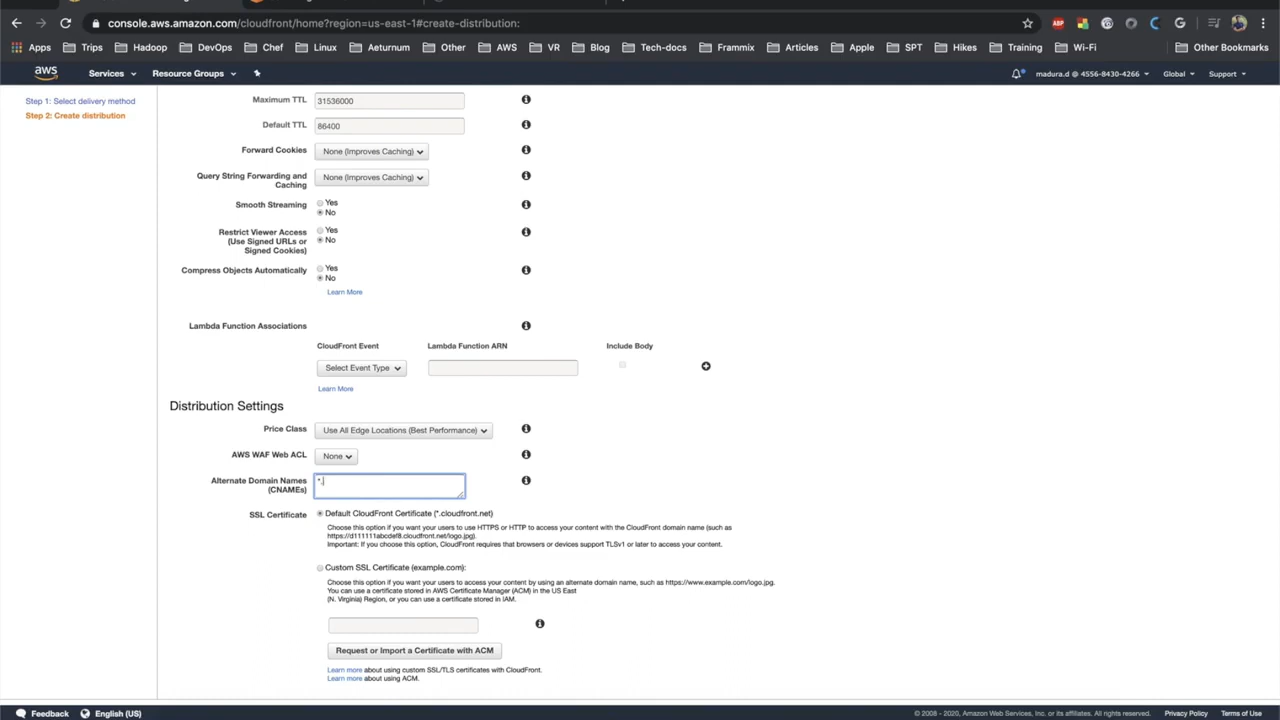 console.aws.amazon.com/cloudfront/home?region=us-east-1#create-distribution:
ABP
Apps Trips Hadoop DevOps Chef Linux Aeturnum Other AWS VR Blog Tech-docs Frammix Articles Apple SPT Hikes Training Wi-Fi Other Bookmarks
aws Services Resource Groups madura.d @ 4556-8430-4266 Global Support
Step 1: Select delivery method
Step 2: Create distribution
Maximum TTL 31536000
Default TTL 86400
Forward Cookies None (Improves Caching)
Query String Forwarding and
Caching
None (Improves Caching)
Smooth Streaming
Yes
No
Restrict Viewer Access
(Use Signed URLs or
Signed Cookies)
Yes
No
Compress Objects Automatically
Yes
No
Learn More
Lambda Function Associations
CloudFront Event Lambda Function ARN Include Body
Select Event Type
Learn More
Distribution Settings
Price Class Use All Edge Locations (Best Performance)
AWS WAF Web ACL None
Alternate Domain Names
(CNAMEs)
*.
SSL Certificate Default CloudFront Certificate (*.cloudfront.net)
Choose this option if you want your users to use HTTPS or HTTP to access your content with the CloudFront domain name (such as
https://d111111abcdef8.cloudfront.net/logo.jpg).
Important: If you choose this option, CloudFront requires that browsers or devices support TLSv1 or later to access your content.
Custom SSL Certificate (example.com):
Choose this option if you want your users to access your content by using an alternate domain name, such as https://www.example.com/logo.jpg.
You can use a certificate stored in AWS Certificate Manager (ACM) in the US East
(N. Virginia) Region, or you can use a certificate stored in IAM.
Request or Import a Certificate with ACM
Learn more about using custom SSL/TLS certificates with CloudFront.
Learn more about using ACM.
Feedback English (US) © 2008 - 2020, Amazon Web Services, Inc. or its affiliates. All rights reserved. Privacy Policy Terms of Use